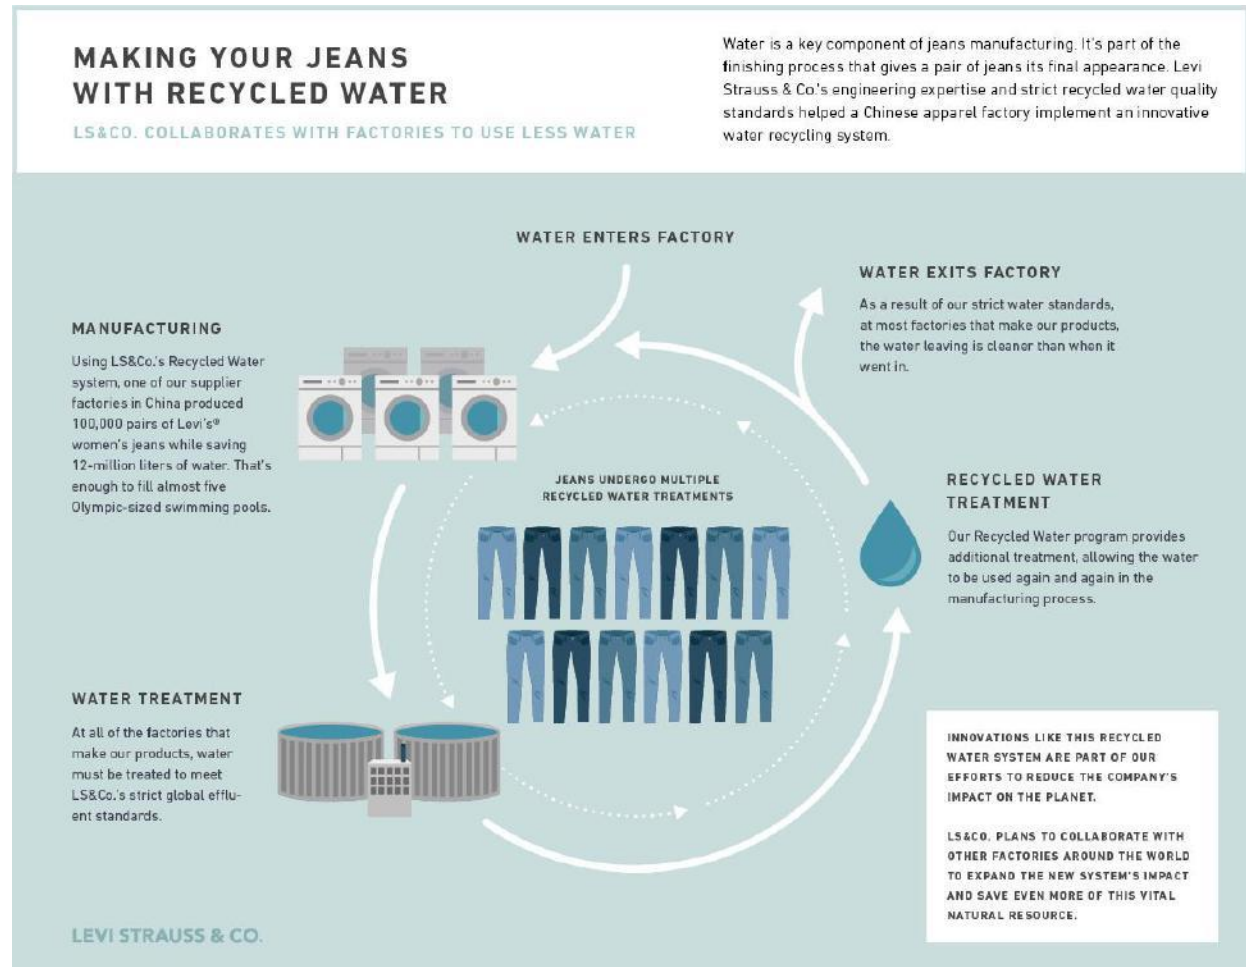 MAKING YOUR JEANS
WITH RECYCLED WATER
LS&CO. COLLABORATES WITH FACTORIES TO USE LESS WATER
Water is a key component of jeans manufacturing. It's part of the
finishing process that gives a pair of jeans its final appearance. Levi
Strauss & Co.'s engineering expertise and strict recycled water quality
standards helped a Chinese apparel factory implement an innovative
water recycling system.
WATER ENTERS FACTORY
WATER EXITS FACTORY
As a result of our strict water standards,
at most factories that make our products,
the water leaving is cleaner than when it
went in.
MANUFACTURING
Using LS&Co.'s Recycled Water
system, one of our supplier
factories in China produced
100,000 pairs of Levi's®
women's jeans while saving
12-million liters of water. That's
enough to fill almost five
Olympic-sized swimming pools.
JEANS UNDERGO MULTIPLE
RECYCLED WATER TREATMENTS
RECYCLED WATER
TREATMENT
Our Recycled Water program provides
additional treatment, allowing the water
to be used again and again in the
manufacturing process.
WATER TREATMENT
At all of the factories that
make our products, water
must be treated to meet
LS&Co.'s strict global efflu-
ent standards.
INNOVATIONS LIKE THIS RECYCLED
WATER SYSTEM ARE PART OF OUR
EFFORTS TO REDUCE THE COMPANY'S
IMPACT ON THE PLANET.
LS&CO. PLANS TO COLLABORATE WITH
OTHER FACTORIES AROUND THE WORLD
TO EXPAND THE NEW SYSTEM'S IMPACT
AND SAVE EVEN MORE OF THIS VITAL
NATURAL RESOURCE.
LEVI STRAUSS & CO.